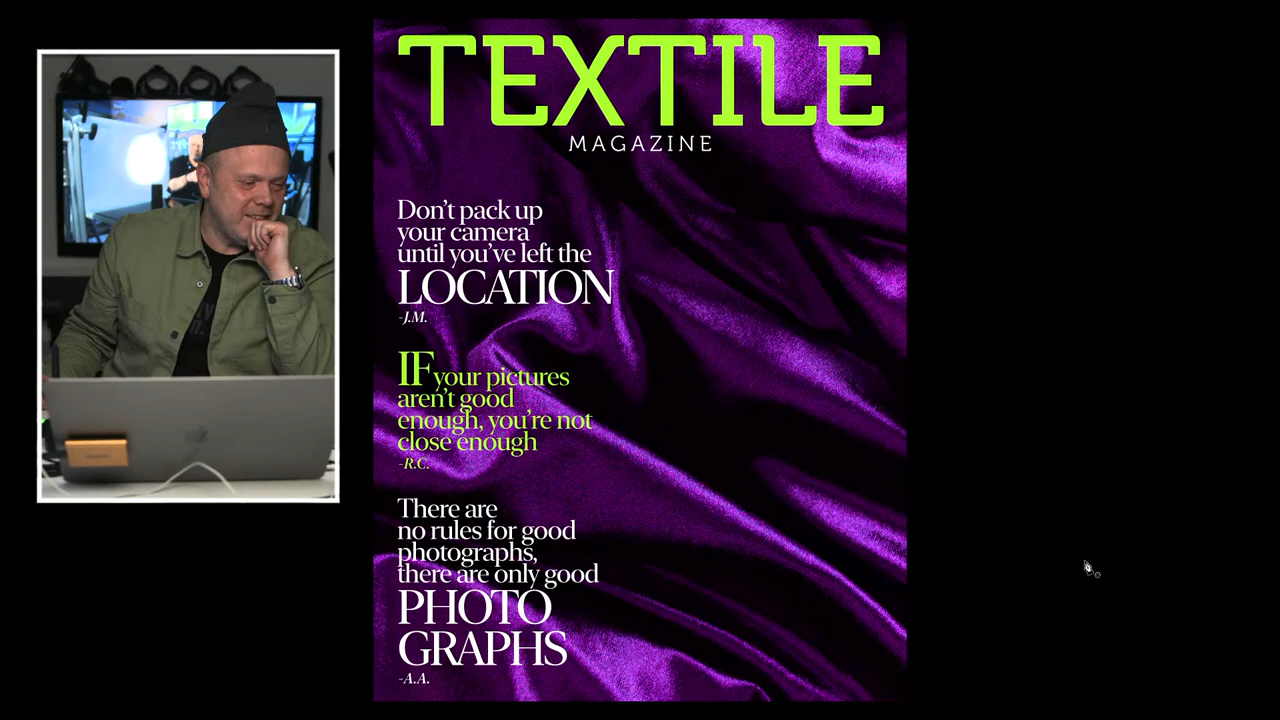 TEXTILE
MAGAZINE
Don't pack up
your camera
until you've left the
LOCATION
-J.M.
IF your pictures
aren't good
enough, you're not
close enough
-R.C.
There are
no rules for good
photographs,
there are only good
PHOTO
GRAPHS
-A.A.